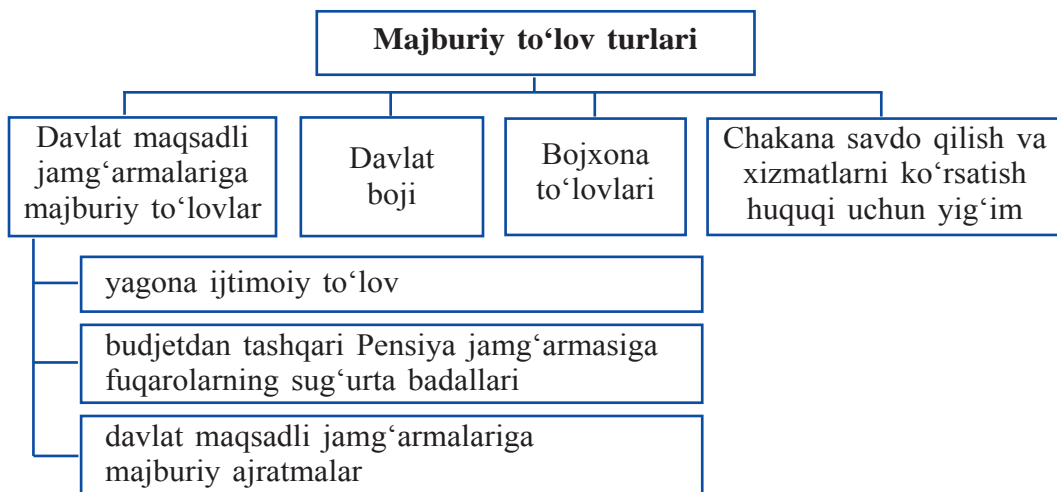 Majburiy to‘lov turlari
Davlat maqsadli
jamg‘armalariga
majburiy to‘lovlar
Davlat
boji
Bojxona
to‘lovlari
Chakana savdo qilish va
xizmatlarni ko‘rsatish
huquqi uchun yig‘im
yagona ijtimoiy to‘lov
budjetdan tashqari Pensiya jamg‘armasiga
fuqarolarning sug‘urta badallari
davlat maqsadli jamg‘armalariga
majburiy ajratmalar